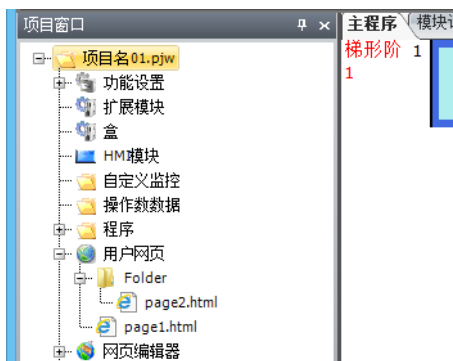 项目窗口
项目名01.pjw
功能设置
扩展模块
盒
HMI模块
自定义监控
操作数数据
程序
用户网页
Folder
page2.html
page1.html
网页编辑器
主程序 模块
梯形阶 1
1